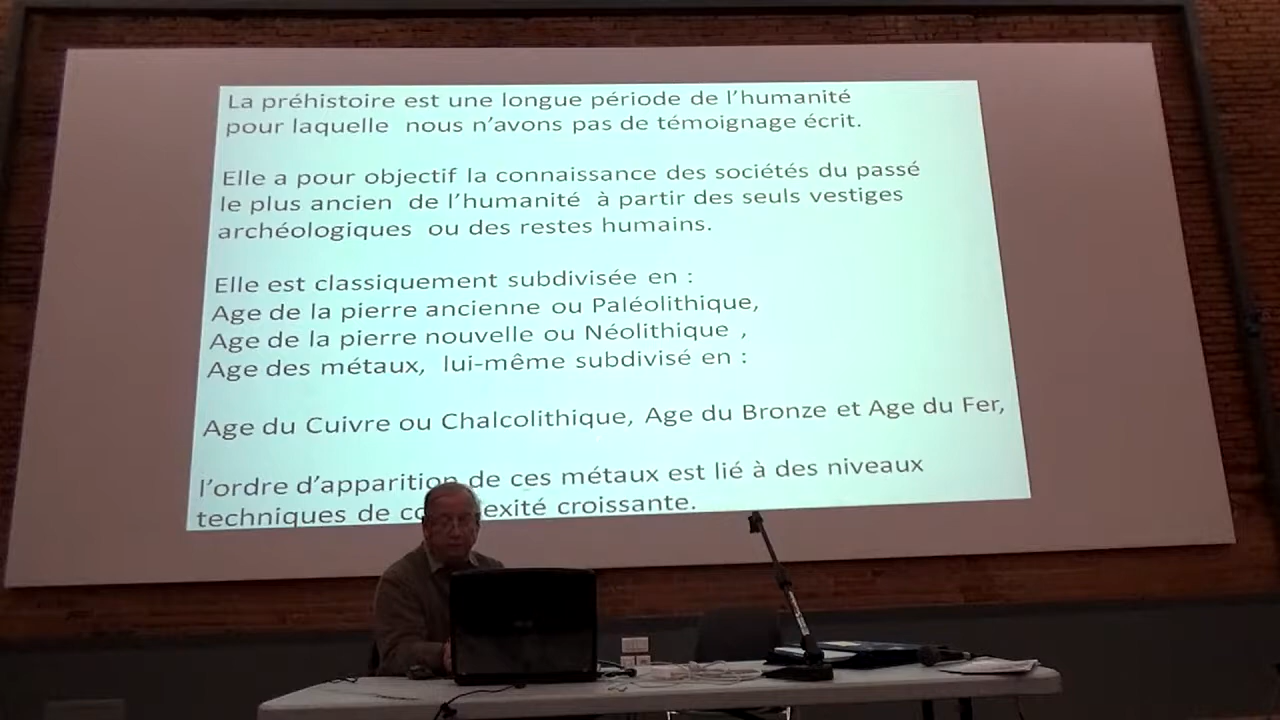 La préhistoire est une longue période de l'humanité
pour laquelle nous n'avons pas de témoignage écrit.
Elle a pour objectif la connaissance des sociétés du passé
le plus ancien de l'humanité à partir des seuls vestiges
archéologiques ou des restes humains.
Elle est classiquement subdivisée en :
Age de la pierre ancienne ou Paléolithique,
Age de la pierre nouvelle ou Néolithique ,
Age des métaux, lui-même subdivisé en :
Age du Cuivre ou Chalcolithique, Age du Bronze et Age du Fer,
l'ordre d'apparition de ces métaux est lié à des niveaux
techniques de croissante.